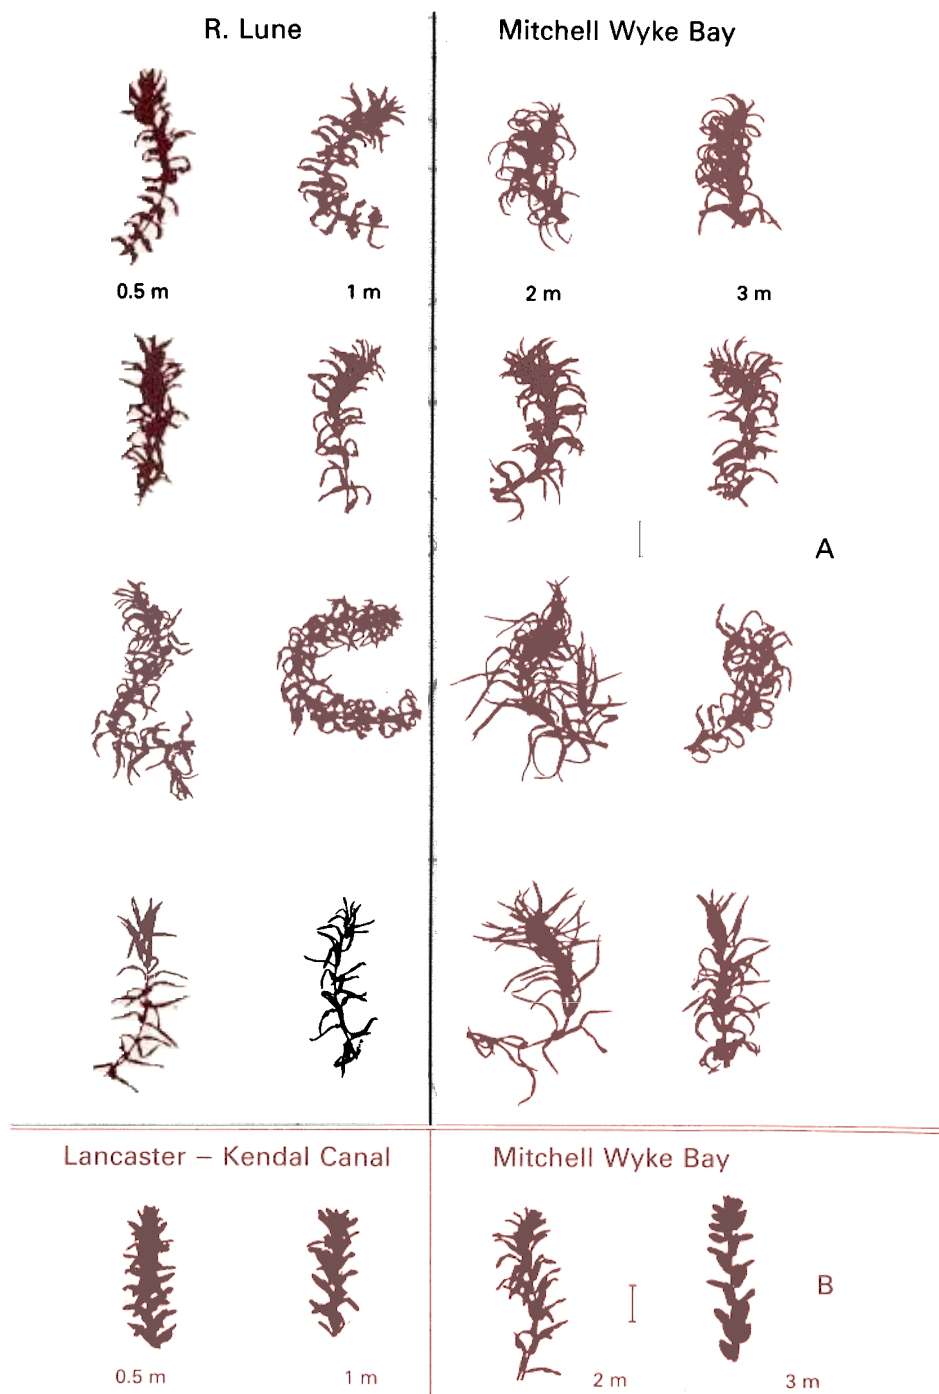 R. Lune
Mitchell Wyke Bay
0.5 m
1 m
2 m
3 m
A
Lancaster – Kendal Canal
Mitchell Wyke Bay
B
0.5 m
1 m
2 m
3 m